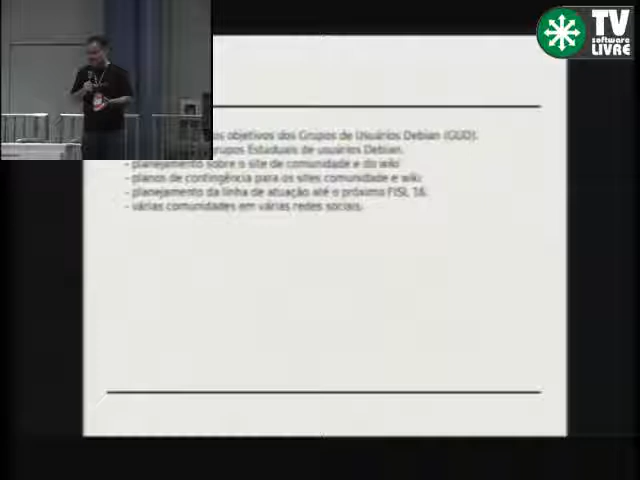 TV
software
LIVRE
os objetivos dos Grupos de Usuários Debian (GUD).
grupos Estaduais de usuários Debian.
- planejamento sobre o site de comunidade e do wiki
- planos de contingência para os sites comunidade e wiki
- planejamento da linha de atuação até o próximo FISL 16.
- várias comunidades em várias redes sociais.